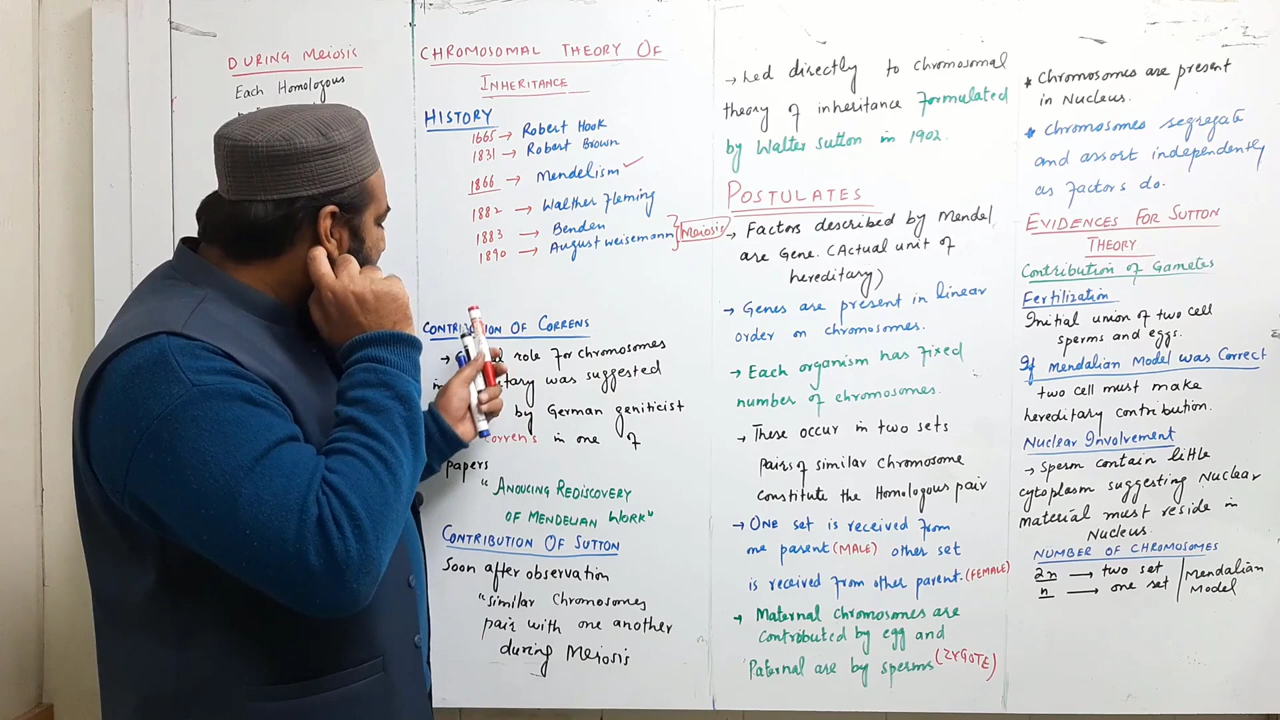 DURING MEIOSIS
Each Homologous
CHROMOSOMAL THEORY OF
INHERITANCE
HISTORY
1665 → Robert Hook
1831 → Robert Brown
1866 → Mendelism ✓
1882 → Walther Fleming
1883 → Benden
1890 → August weisemann } Meiosis
CONTRIBUTION OF CORRENS
→ role for chromosomes
was suggested
by German geniticist
Correns in one of
papers
"ANOUCING REDISCOVERY
OF MENDELIAN WORK"
CONTRIBUTION OF SUTTON
Soon after observation
"similar Chromosomes
pair with one another
during Meiosis
→ Led directly to chromosomal
theory of inheritance formulated
by Walter Sutton in 1902.
POSTULATES
→ Factors described by Mendel
are Gene. (Actual unit of
hereditary)
→ Genes are present in linear
order on chromosomes.
→ Each organism has fixed
number of chromosomes.
→ These occur in two sets
pairs of similar Chromosome
constitute the Homologous pair
→ ONE set is received from
one parent (MALE) other set
is received from other parent. (FEMALE)
→ Maternal chromosomes are
contributed by egg and
Paternal are by sperms (ZYGOTE)
* Chromosomes are present
in Nucleus.
* Chromosomes segregate
and assort independently
as Factors do.
EVIDENCES FOR SUTTON
THEORY
Contribution of Gametes
Fertilization
Initial union of two cell
sperms and eggs.
If Mendalian Model was Correct
two cell must make
hereditary contribution.
Nuclear Involvement
→ Sperm contain little
cytoplasm suggesting Nuclear
Material must reside in
Nucleus.
NUMBER OF CHROMOSOMES
2n → two set
n → one set | Mendalian
Model